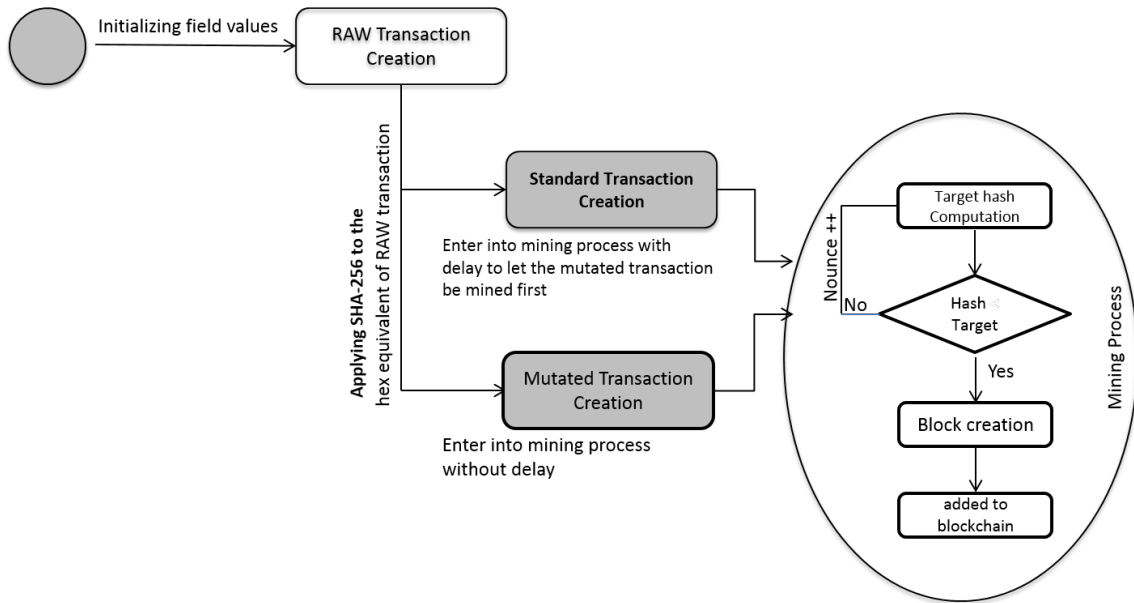 Initializing field values
RAW Transaction
Creation
Applying SHA-256 to the
hex equivalent of RAW transaction
Standard Transaction
Creation
Enter into mining process with
delay to let the mutated transaction
be mined first
Mutated Transaction
Creation
Enter into mining process
without delay
Target hash
Computation
Nounce ++
No
Hash <
Target
Yes
Block creation
added to
blockchain
Mining Process